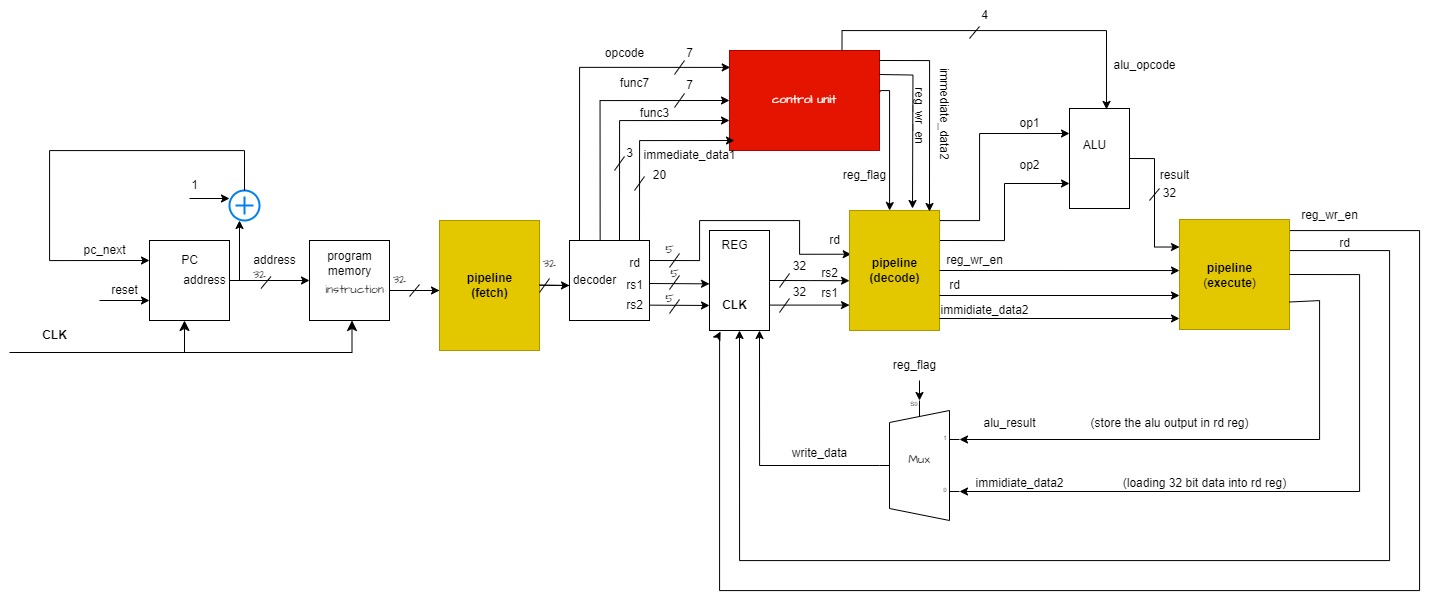 4
opcode
7
func7
7
func3
3
immediate_data1
20
control unit
immediate_data2
reg_wr_en
reg_flag
alu_opcode
op1
op2
ALU
result
32
1
pc_next
PC
address
reset
CLK
address
32
program
memory
instruction
32
pipeline
(fetch)
32
decoder
rd
rs1
rs2
5
5
5
REG
CLK
32
32
rd
rs2
rs1
pipeline
(decode)
reg_wr_en
rd
immidiate_data2
pipeline
(execute)
reg_wr_en
rd
reg_flag
S0
Mux
1
0
alu_result
(store the alu output in rd reg)
write_data
immidiate_data2
(loading 32 bit data into rd reg)